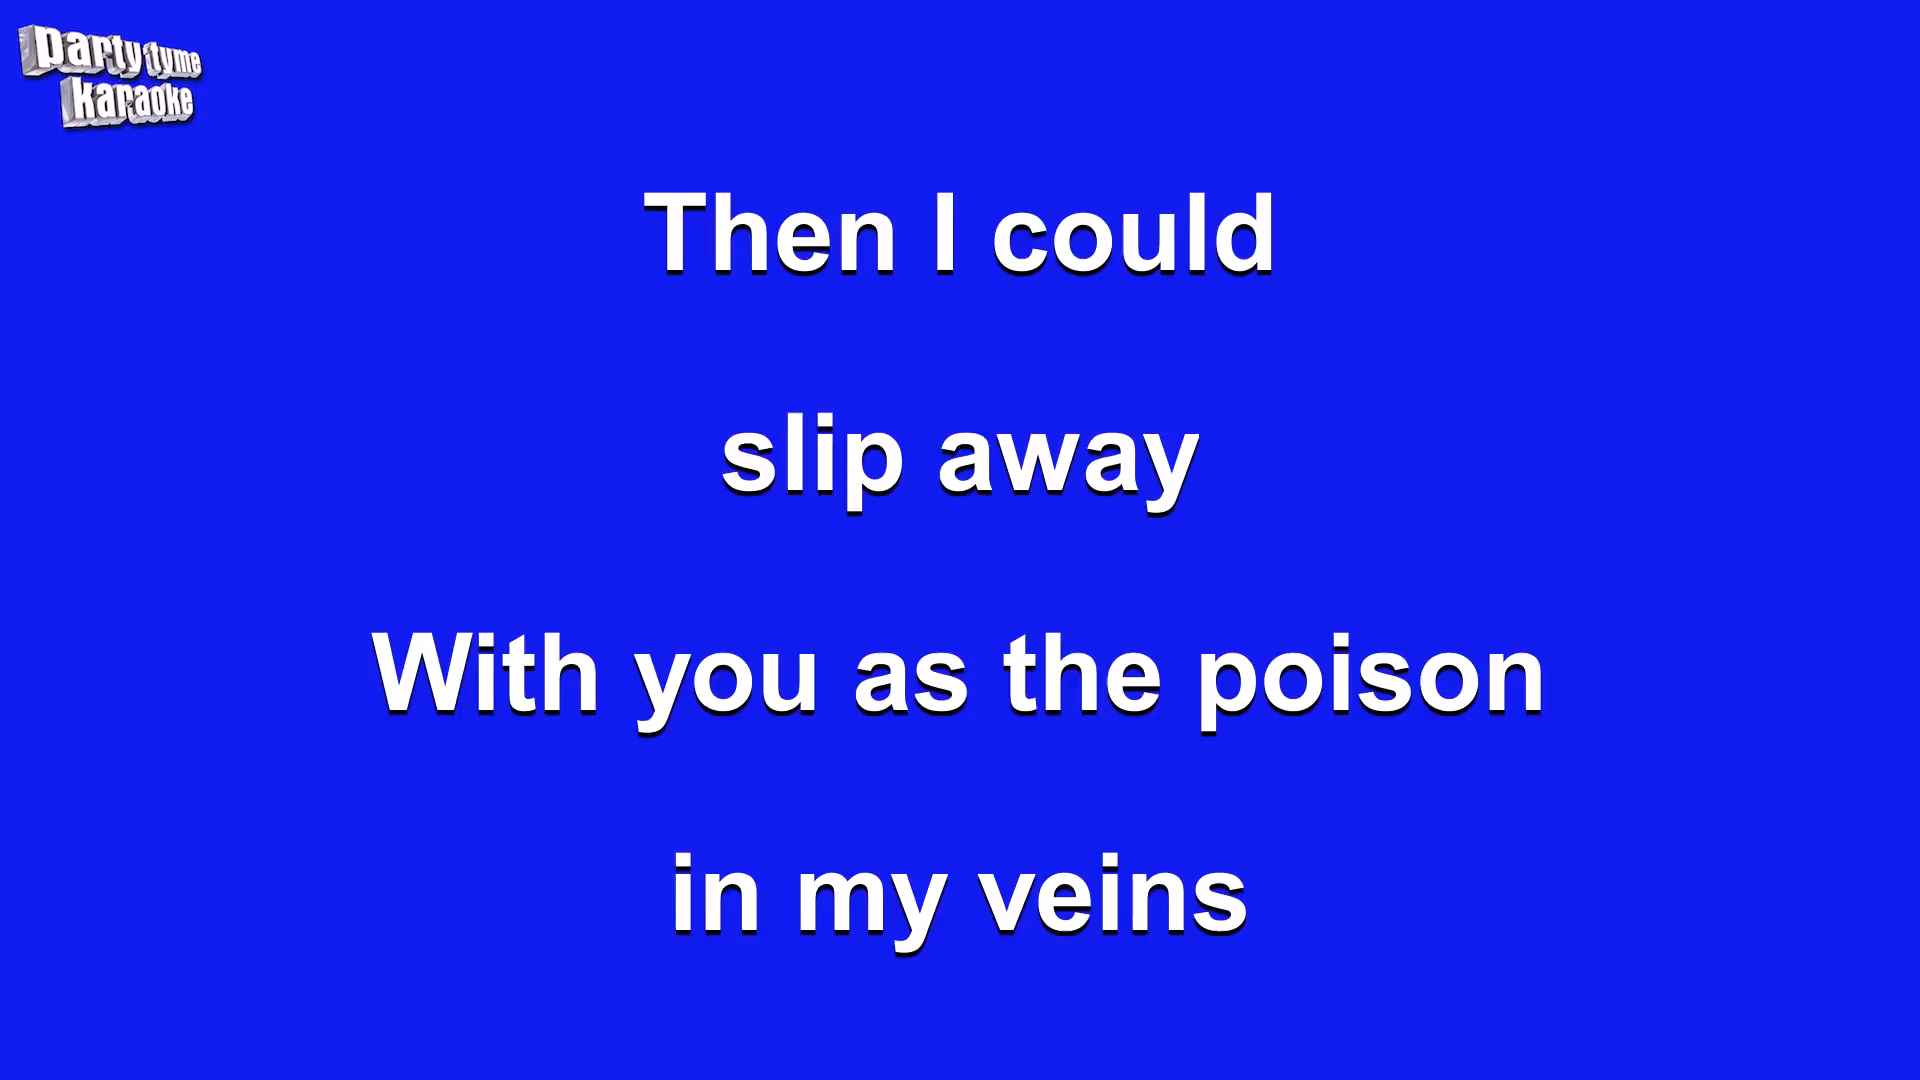 party tyme
karaoke
Then I could
slip away
With you as the poison
in my veins